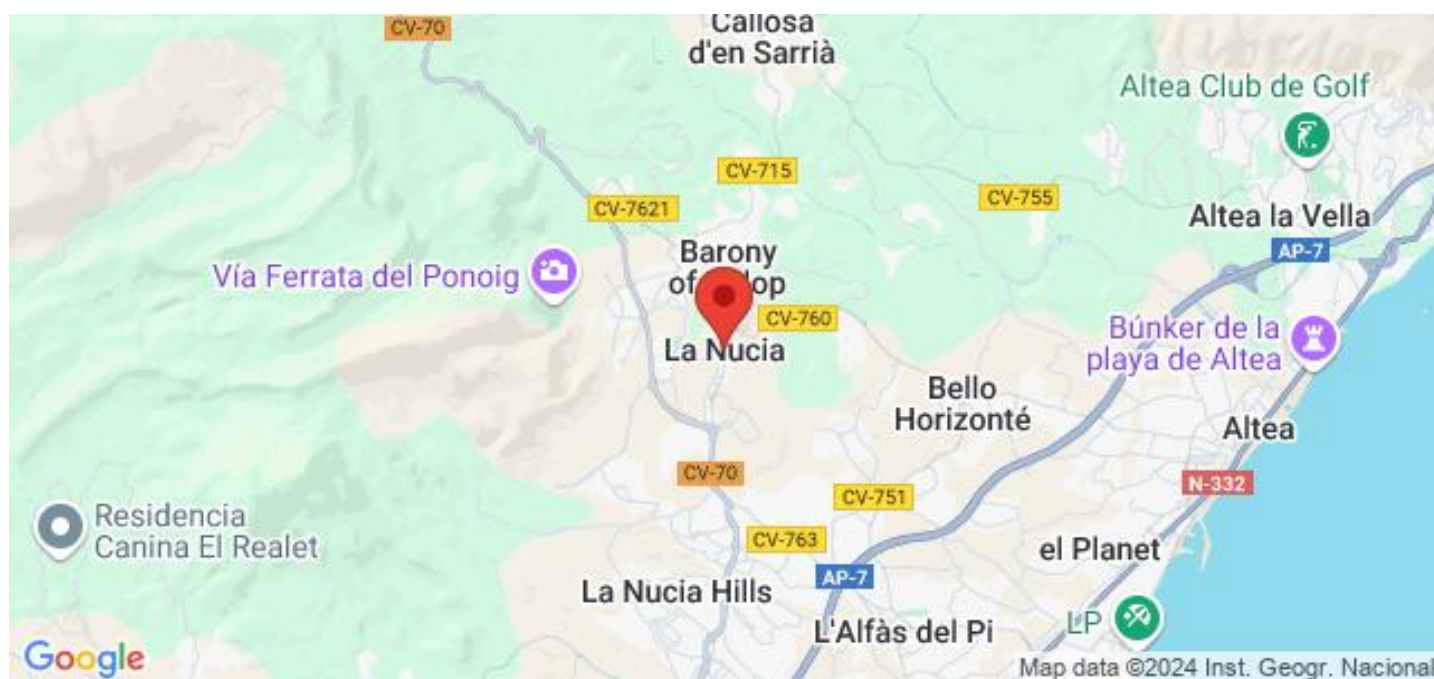 CV-70
Callosa
d'en Sarrià
Altea Club de Golf
CV-715
CV-7621
CV-755
Altea la Vella
AP-7
Barony
Vía Ferrata del Ponoig
CV-760
La Nucia
Búnker de la
playa de Altea
Bello
Horizonté
Altea
CV-70
N-332
CV-751
Residencia
Canina El Realet
CV-763
el Planet
AP-7
La Nucia Hills
L'Alfàs del Pi
LP
Google
Map data ©2024 Inst. Geogr. Nacional